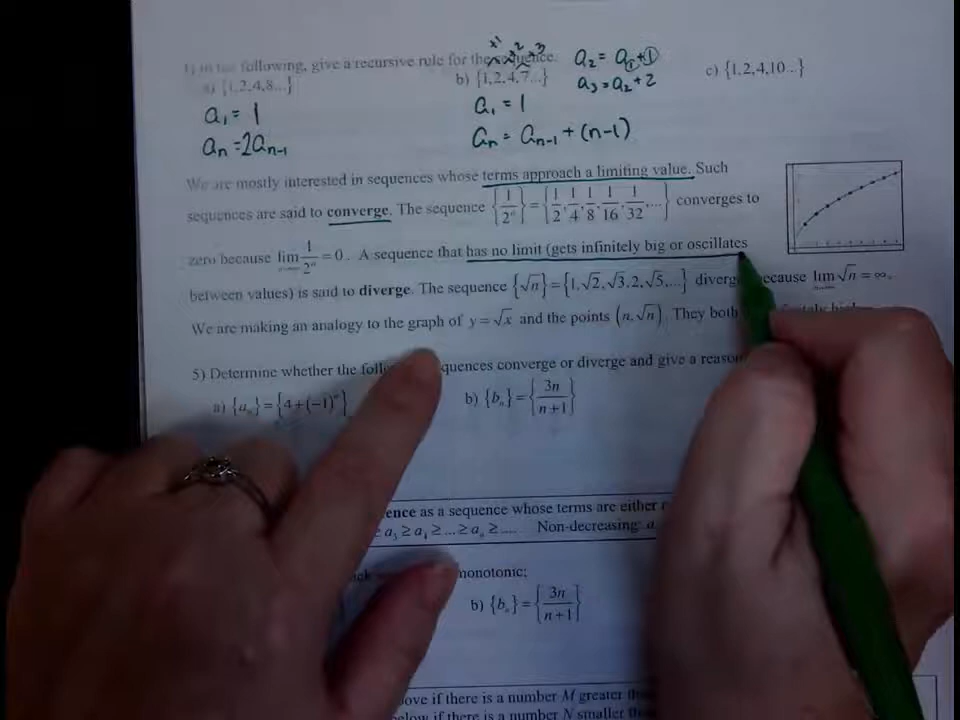 following, give a recursive rule for the sequence.
×1 ×2 ×3
a) {1,2,4,8...}
b) {1,2,4,7...}
c) {1,2,4,10...}
a₂ = a₁ + 1
a₃ = a₂ + 2
a₁ = 1
aₙ = 2aₙ₋₁
a₁ = 1
aₙ = aₙ₋₁ + (n-1)
We are mostly interested in sequences whose terms approach a limiting value. Such
sequences are said to converge. The sequence {1/2ⁿ} = {1/2, 1/4, 1/8, 1/16, 1/32,...} converges to
zero because lim 1/2ⁿ = 0. A sequence that has no limit (gets infinitely big or oscillates
between values) is said to diverge. The sequence {√n} = {1,√2,√3,2,√5,...} because lim √n = ∞.
We are making an analogy to the graph of y = √x and the points (n,√n). They both
5) Determine whether the converge or diverge and give a
a) {aₙ} = {4+(-1)ⁿ}
b) {bₙ} = {3n/(n+1)}
as a sequence whose terms are either
≥ a₃ ≥ a₄ ≥ ... ≥ aₙ ≥ .... Non-decreasing:
monotonic:
b) {bₙ} = {3n/(n+1)}
if there is a number M greater
if there is a number N smaller